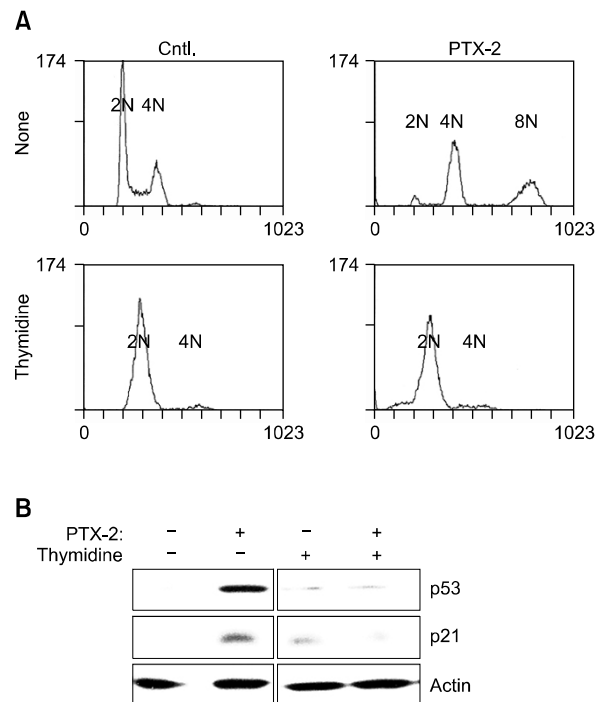 A
Cntl.
PTX-2
None
174
2N 4N
0 1023
174
2N 4N 8N
0 1023
Thymidine
174
2N 4N
0 1023
174
2N 4N
0 1023
B
PTX-2: – + – +
Thymidine – – + +
p53
p21
Actin